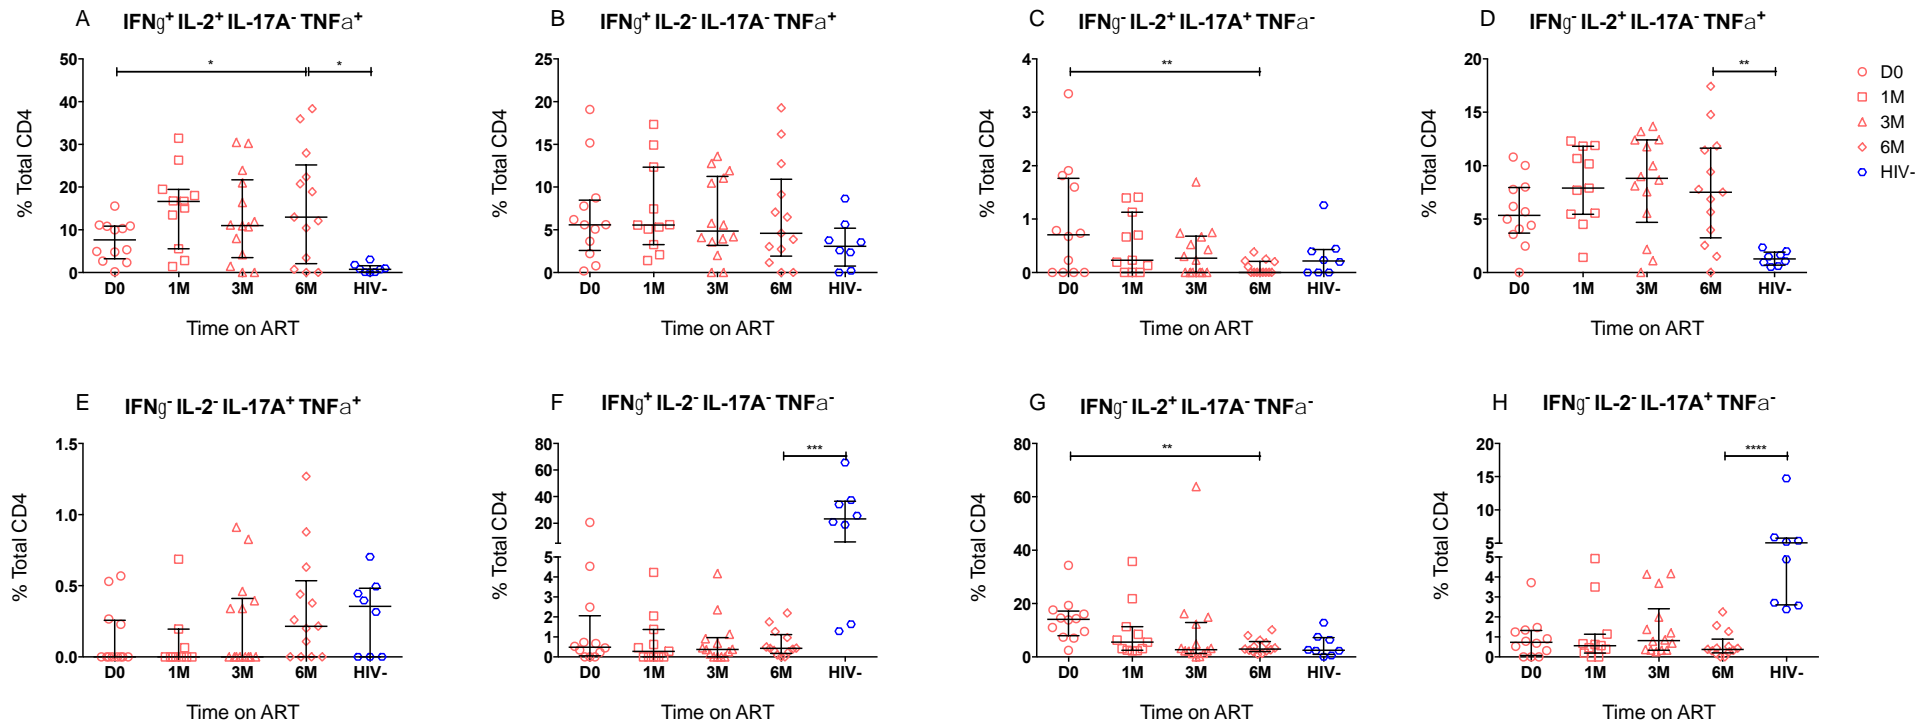 A IFNg+ IL-2+ IL-17A- TNFa+
B IFNg+ IL-2- IL-17A- TNFa+
C IFNg- IL-2+ IL-17A+ TNFa-
D IFNg- IL-2+ IL-17A- TNFa+
% Total CD4
50
40
30
20
10
0
*
*
D0 1M 3M 6M HIV-
Time on ART
% Total CD4
25
20
15
10
5
0
D0 1M 3M 6M HIV-
Time on ART
% Total CD4
4
3
2
1
0
**
D0 1M 3M 6M HIV-
Time on ART
% Total CD4
20
15
10
5
0
**
D0 1M 3M 6M HIV-
Time on ART
D0
1M
3M
6M
HIV-
E IFNg- IL-2- IL-17A+ TNFa+
F IFNg+ IL-2- IL-17A- TNFa-
G IFNg- IL-2+ IL-17A- TNFa-
H IFNg- IL-2- IL-17A+ TNFa-
% Total CD4
1.5
1.0
0.5
0.0
D0 1M 3M 6M HIV-
Time on ART
% Total CD4
80
60
40
20
5
4
3
2
1
0
***
D0 1M 3M 6M HIV-
Time on ART
% Total CD4
80
60
40
20
0
**
D0 1M 3M 6M HIV-
Time on ART
% Total CD4
20
15
10
5
5
4
3
2
1
0
****
D0 1M 3M 6M HIV-
Time on ART